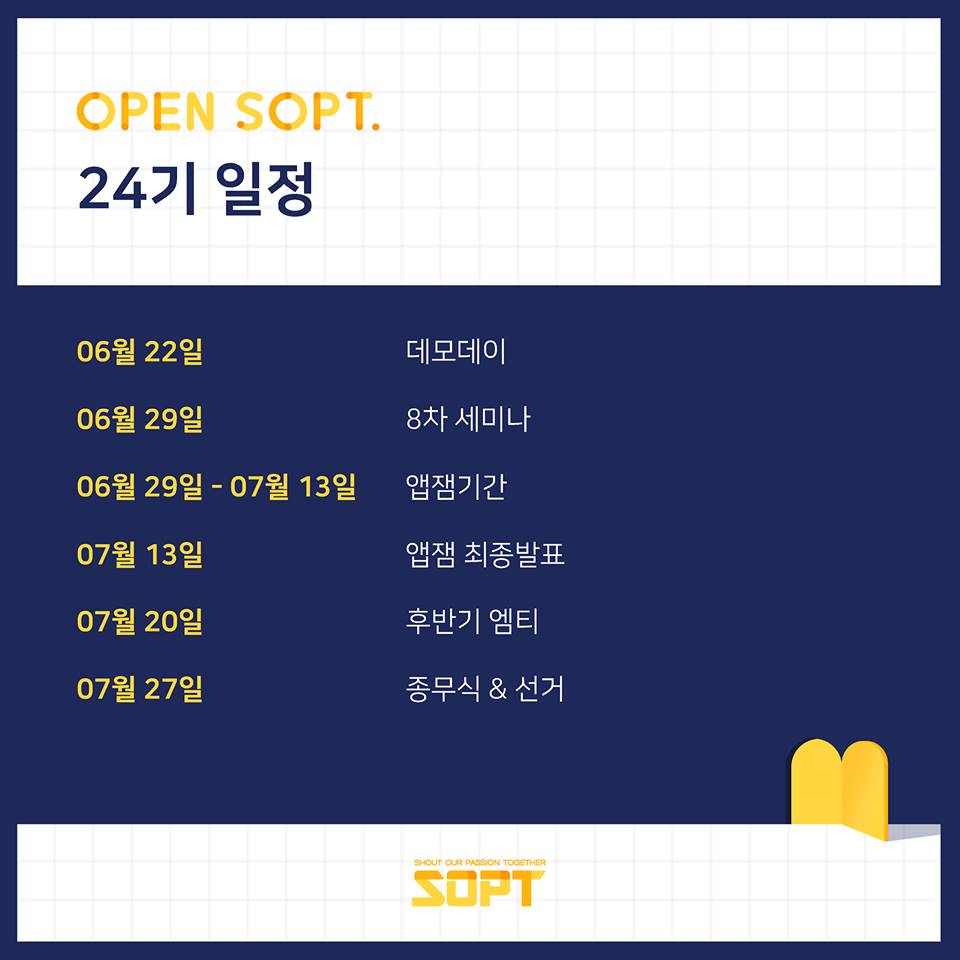 OPEN SOPT.
24기 일정
06월 22일 데모데이
06월 29일 8차 세미나
06월 29일 - 07월 13일 앱잼기간
07월 13일 앱잼 최종발표
07월 20일 후반기 엠티
07월 27일 종무식 & 선거
SHOUT OUR PASSION TOGETHER
SOPT